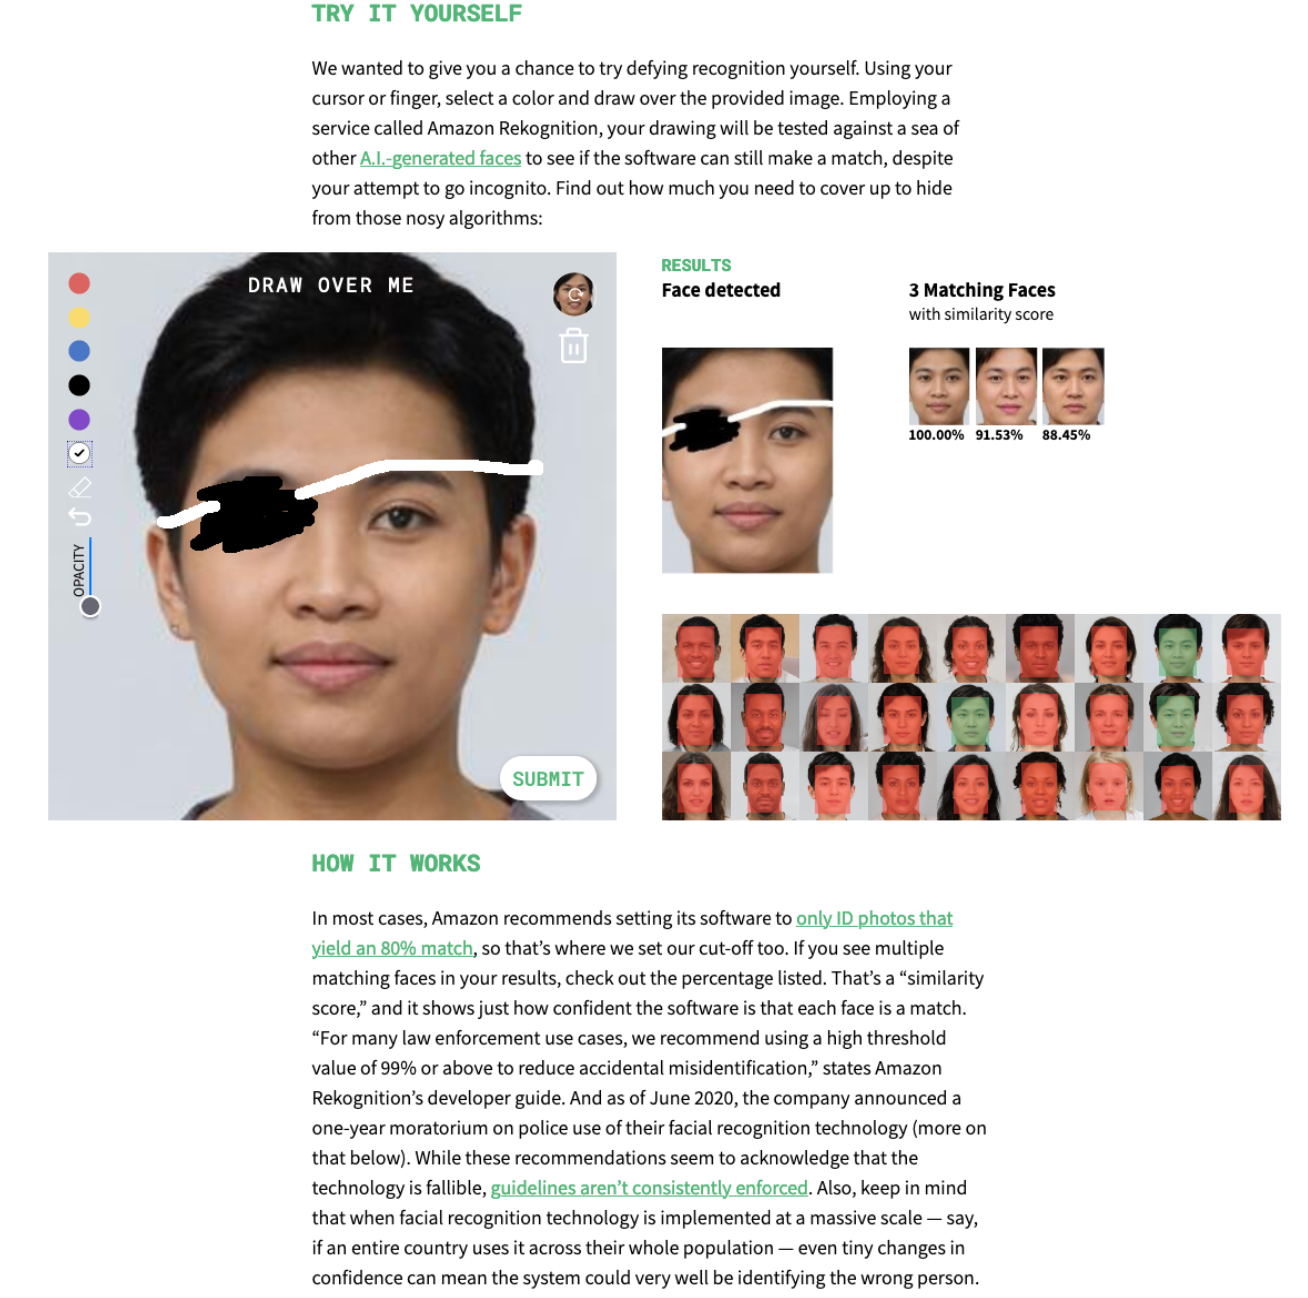 TRY IT YOURSELF
We wanted to give you a chance to try defying recognition yourself. Using your
cursor or finger, select a color and draw over the provided image. Employing a
service called Amazon Rekognition, your drawing will be tested against a sea of
other A.I.-generated faces to see if the software can still make a match, despite
your attempt to go incognito. Find out how much you need to cover up to hide
from those nosy algorithms:
DRAW OVER ME
OPACITY
SUBMIT
RESULTS
Face detected
3 Matching Faces
with similarity score
100.00% 91.53% 88.45%
HOW IT WORKS
In most cases, Amazon recommends setting its software to only ID photos that
yield an 80% match, so that’s where we set our cut-off too. If you see multiple
matching faces in your results, check out the percentage listed. That’s a “similarity
score,” and it shows just how confident the software is that each face is a match.
“For many law enforcement use cases, we recommend using a high threshold
value of 99% or above to reduce accidental misidentification,” states Amazon
Rekognition’s developer guide. And as of June 2020, the company announced a
one-year moratorium on police use of their facial recognition technology (more on
that below). While these recommendations seem to acknowledge that the
technology is fallible, guidelines aren’t consistently enforced. Also, keep in mind
that when facial recognition technology is implemented at a massive scale — say,
if an entire country uses it across their whole population — even tiny changes in
confidence can mean the system could very well be identifying the wrong person.